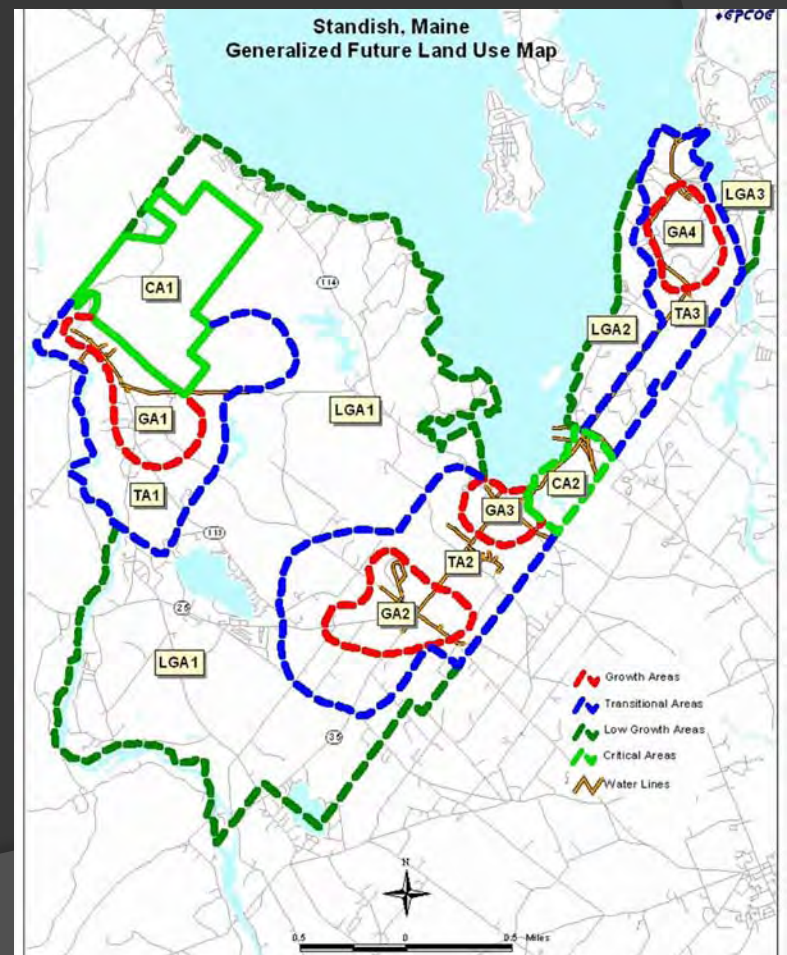 GPCOG
Standish, Maine
Generalized Future Land Use Map
LGA3
GA4
CA1
114
TA3
LGA2
GA1
LGA1
CA2
TA1
GA3
113
TA2
25
GA2
LGA1
Growth Areas
Transitional Areas
Low Growth Areas
Critical Areas
Water Lines
35
N
0.5 0 0.5 Miles